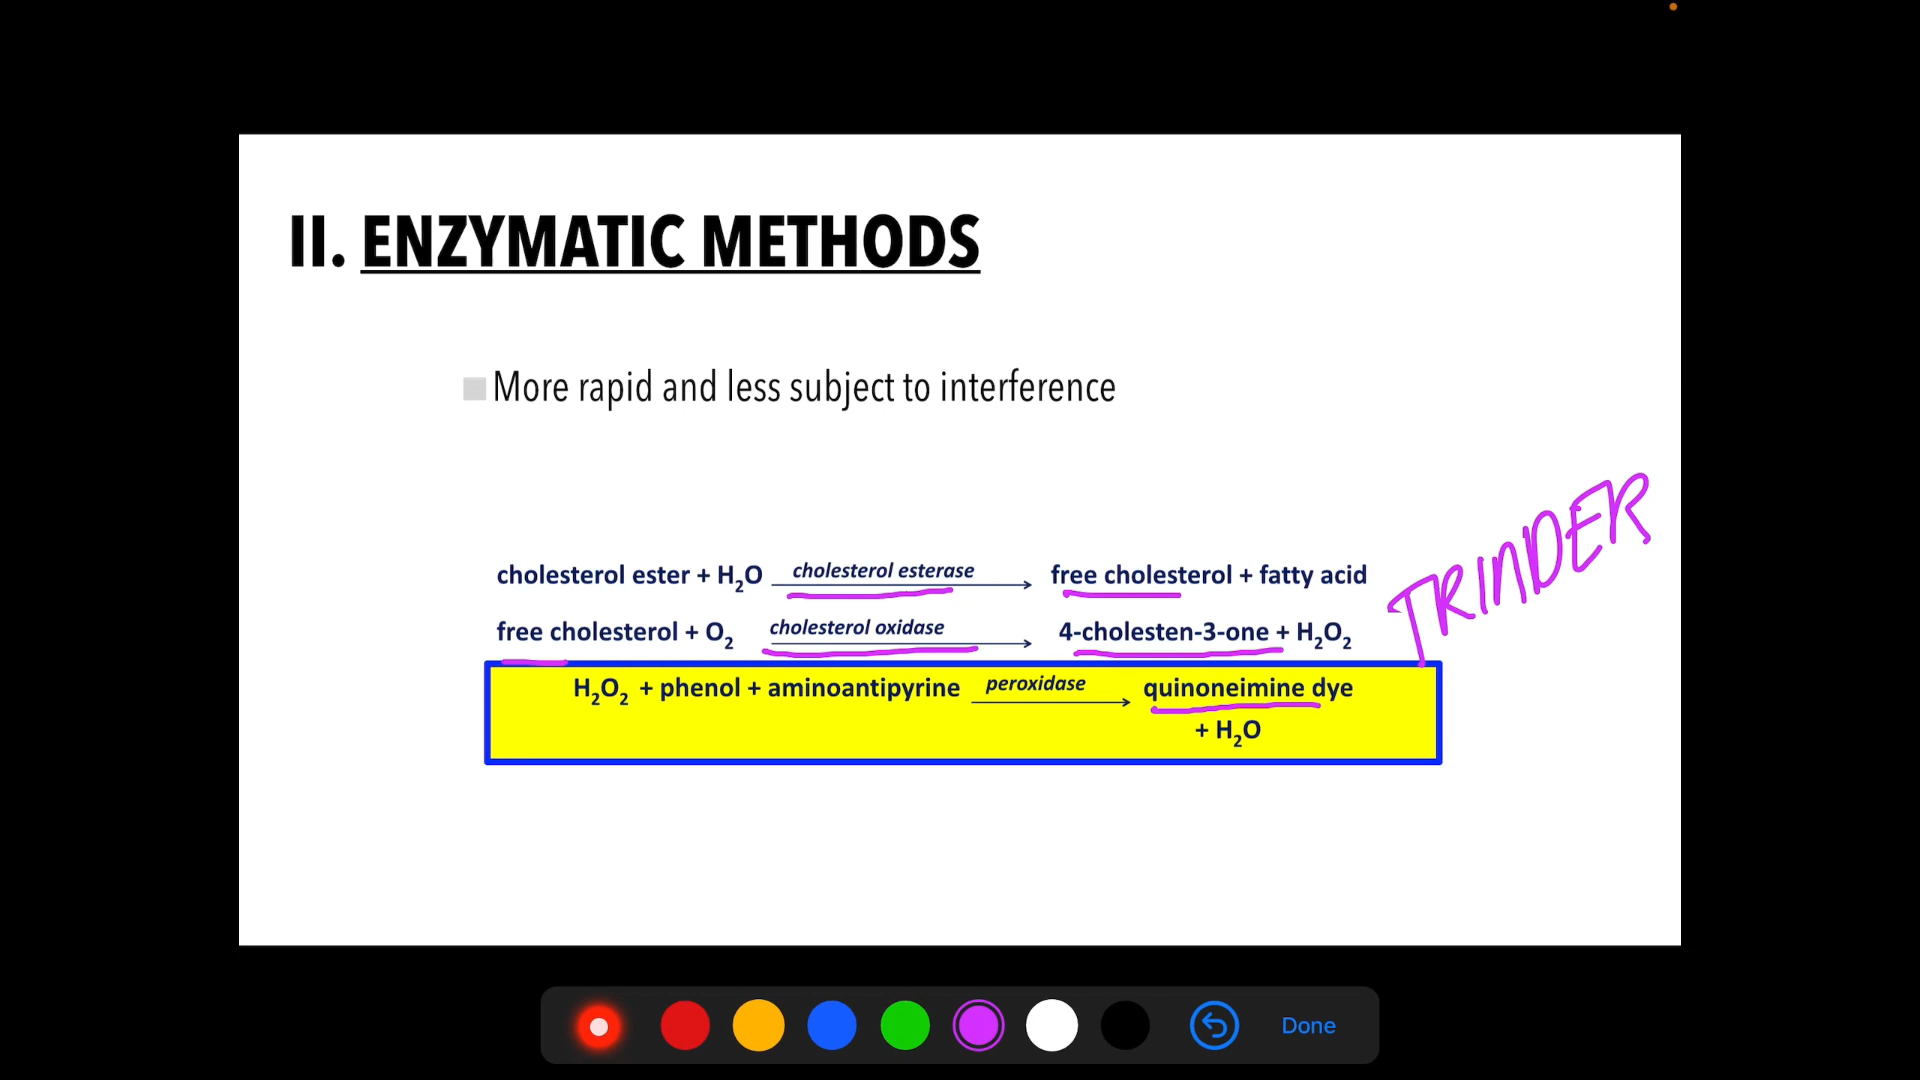 II. ENZYMATIC METHODS
More rapid and less subject to interference
TRINDER
cholesterol ester + H₂O cholesterol esterase free cholesterol + fatty acid
free cholesterol + O₂ cholesterol oxidase 4-cholesten-3-one + H₂O₂
H₂O₂ + phenol + aminoantipyrine peroxidase quinoneimine dye
+ H₂O
Done